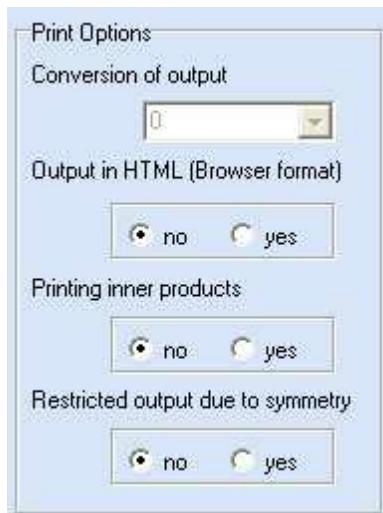 Print Options
Conversion of output
0
Output in HTML (Browser format)
no yes
Printing inner products
no yes
Restricted output due to symmetry
no yes